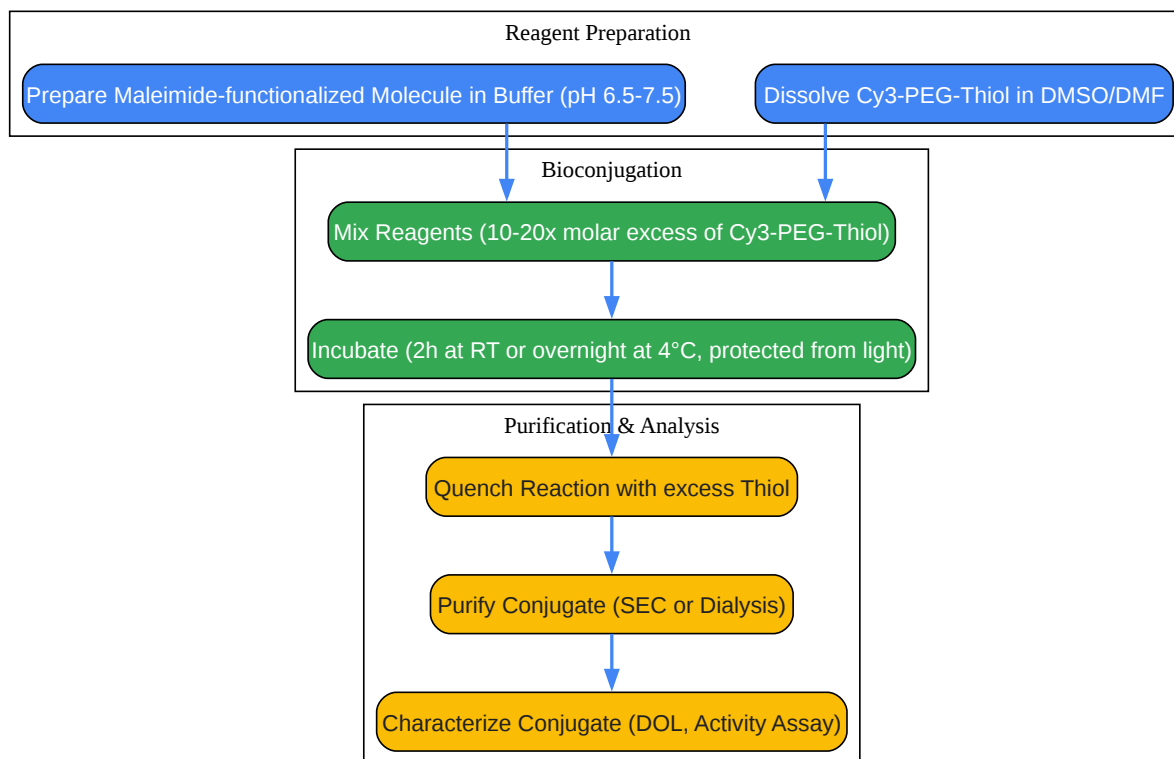 Reagent Preparation
Prepare Maleimide-functionalized Molecule in Buffer (pH 6.5-7.5)
Dissolve Cy3-PEG-Thiol in DMSO/DMF
Bioconjugation
Mix Reagents (10-20x molar excess of Cy3-PEG-Thiol)
Incubate (2h at RT or overnight at 4°C, protected from light)
Purification & Analysis
Quench Reaction with excess Thiol
Purify Conjugate (SEC or Dialysis)
Characterize Conjugate (DOL, Activity Assay)